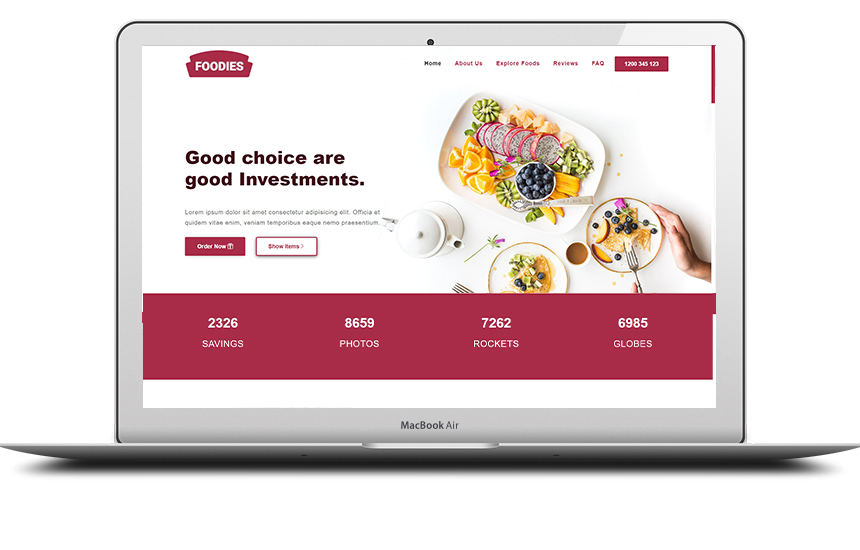 FOODIES
Home About Us Explore Foods Reviews FAQ 1200 345 123
Good choice are
good Investments.
Lorem ipsum dolor sit amet consectetur adipisicing elit. Officia et
quidem vitae enim, veniam temporibus eaque nemo praesentium.
Order Now Show Items
2326 8659 7262 6985
SAVINGS PHOTOS ROCKETS GLOBES
MacBook Air